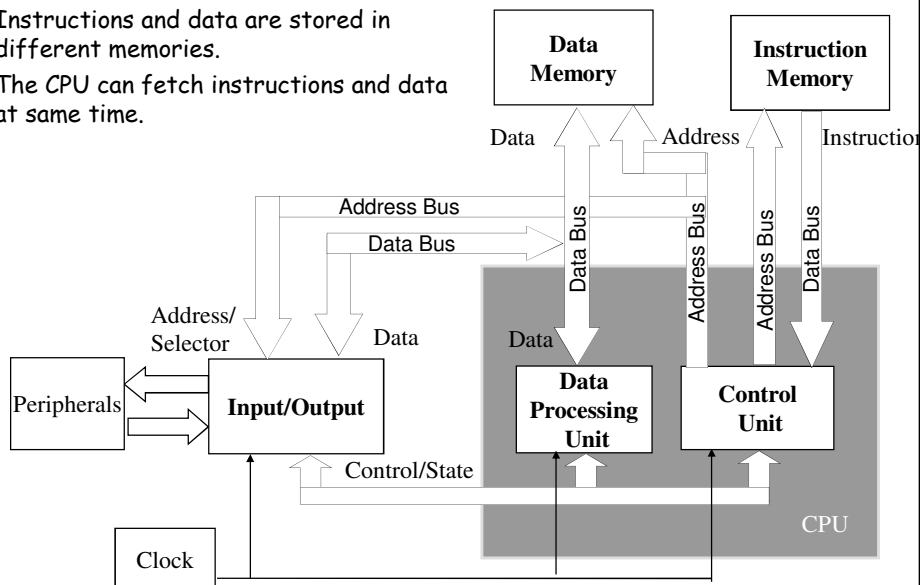 Instructions and data are stored in
different memories.
The CPU can fetch instructions and data
at same time.
Data
Memory
Instruction
Memory
Data
Address
Instruction
Address Bus
Data Bus
Data Bus
Address Bus
Address Bus
Data Bus
Address/
Selector
Data
Data
Peripherals
Input/Output
Data
Processing
Unit
Control
Unit
Control/State
CPU
Clock